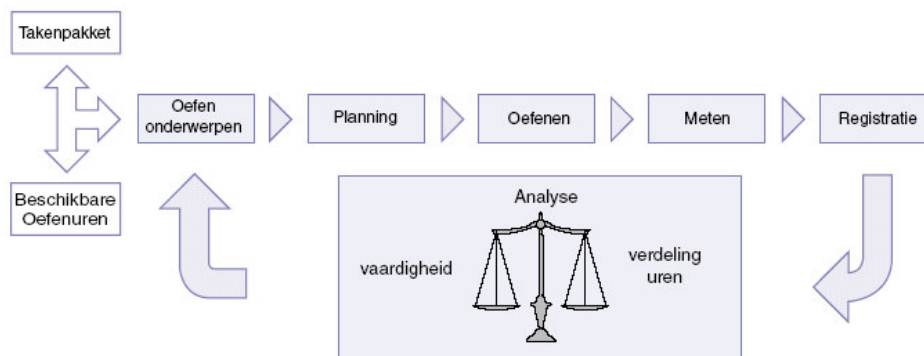 Takenpakket
Oefen
onderwerpen
Planning
Oefenen
Meten
Registratie
Beschikbare
Oefenuren
Analyse
vaardigheid
verdeling
uren